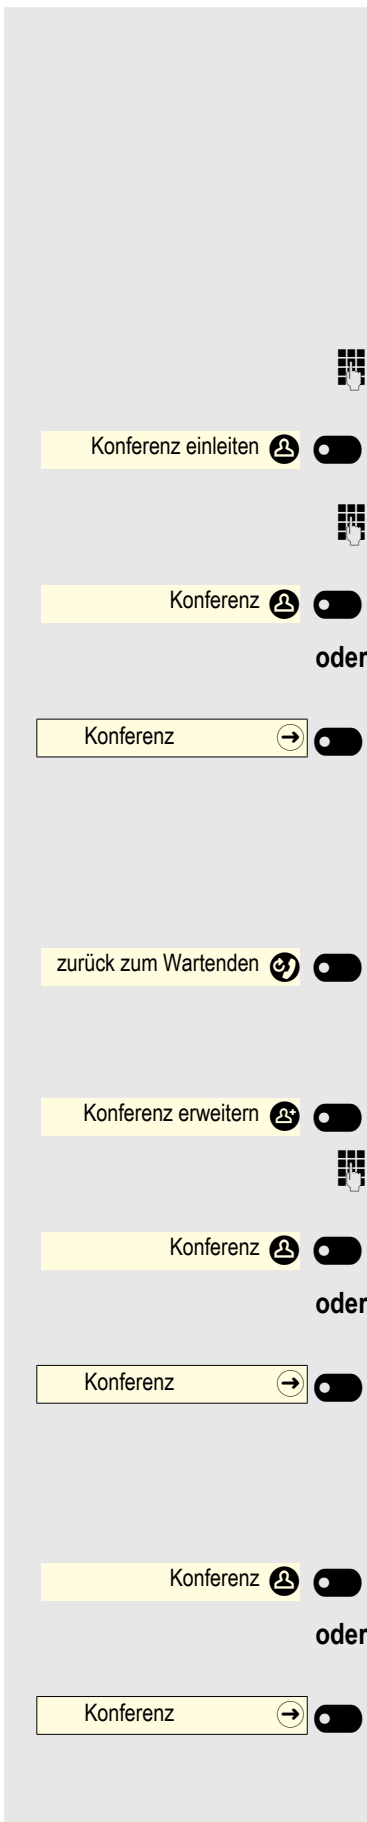 Konferenz einleiten
Konferenz
oder
Konferenz
zurück zum Wartenden
Konferenz erweitern
Konferenz
oder
Konferenz
Konferenz
oder
Konferenz